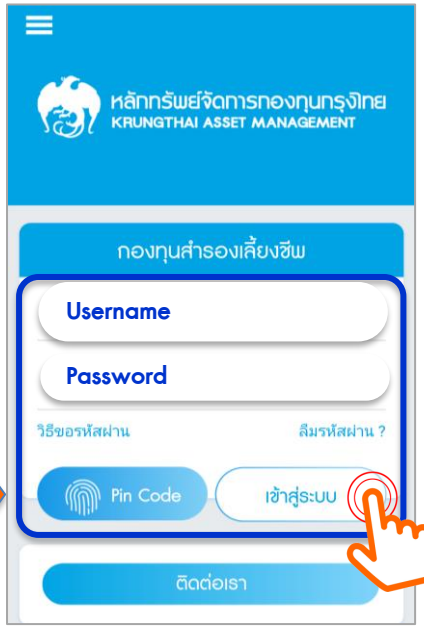 หลักทรัพย์จัดการกองทุนกรุงไทย
KRUNGTHAI ASSET MANAGEMENT
กองทุนสำรองเลี้ยงชีพ
Username
Password
วิธีขอรหัสผ่าน ลืมรหัสผ่าน ?
Pin Code เข้าสู่ระบบ
ติดต่อเรา